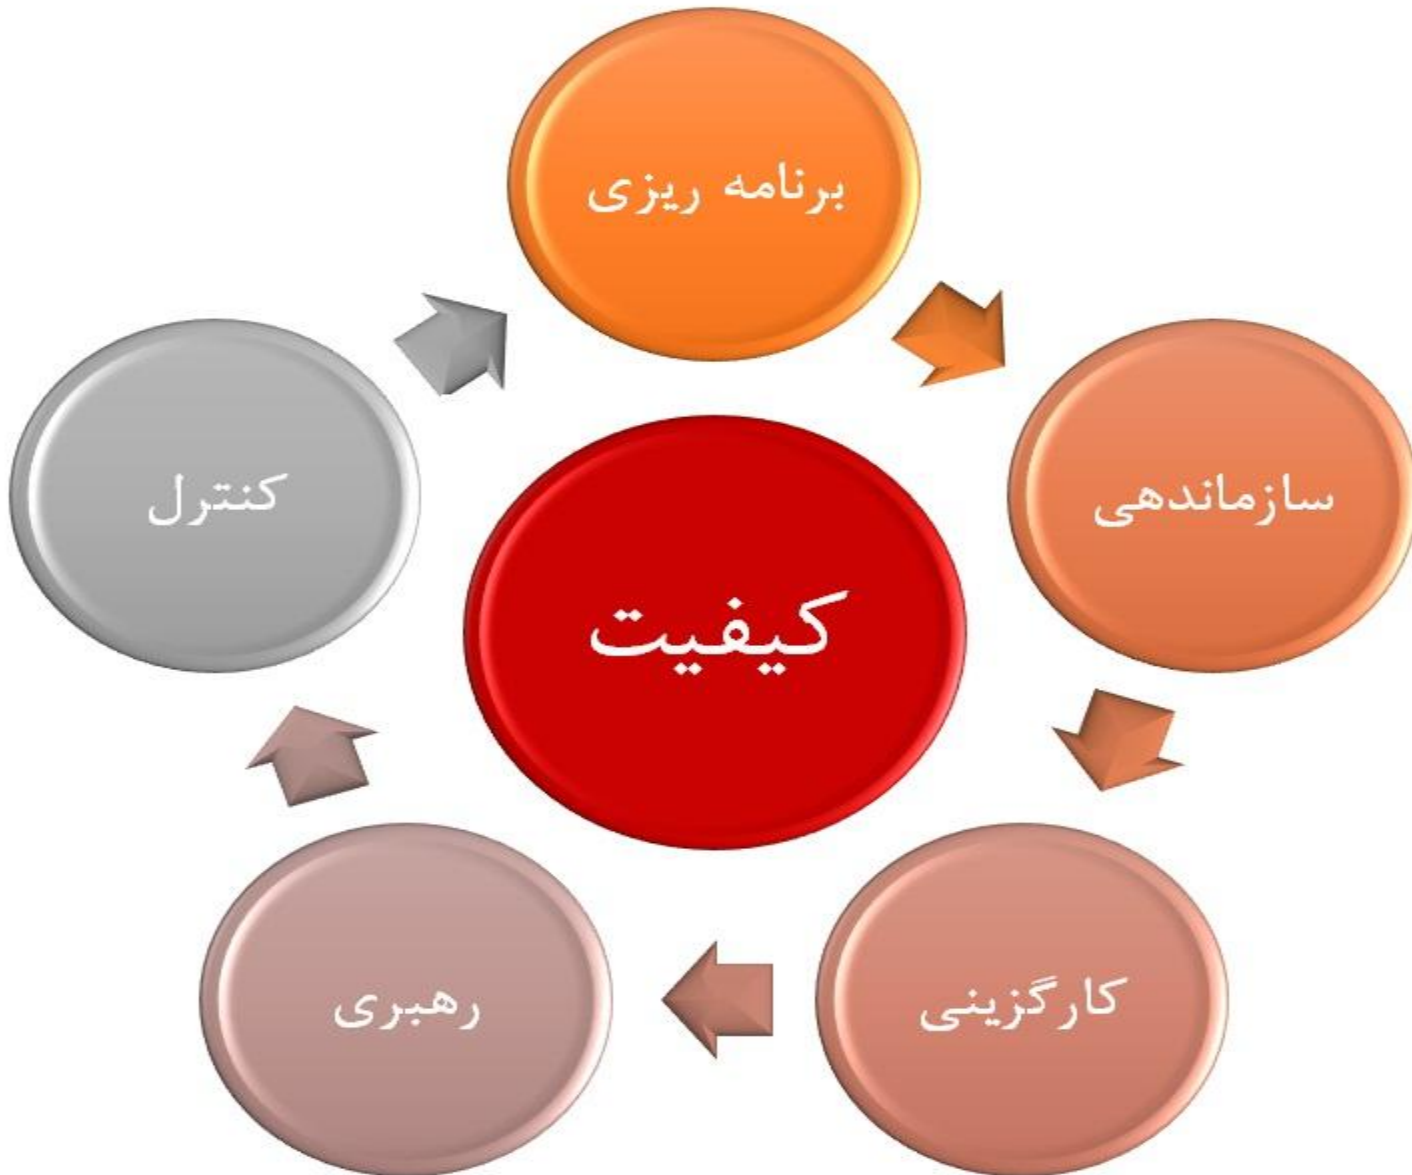 برنامه ریزی
سازماندهی
کارگزینی
رهبری
کنترل
کیفیت